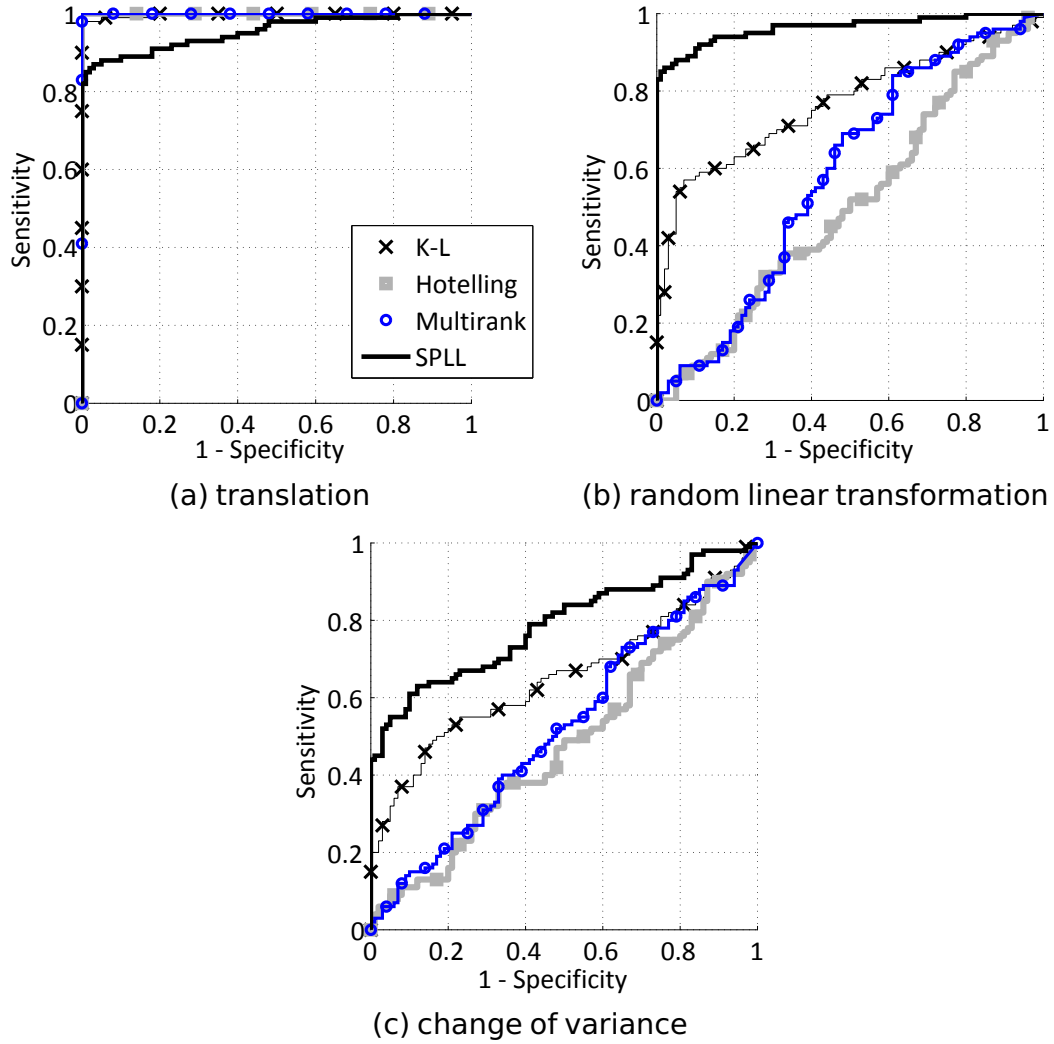 1
0.8
0.6
0.4
0.2
0
Sensitivity
K-L
Hotelling
Multirank
SPLL
0 0.2 0.4 0.6 0.8 1
1 - Specificity
(a) translation
1
0.8
0.6
0.4
0.2
0
Sensitivity
0 0.2 0.4 0.6 0.8 1
1 - Specificity
(b) random linear transformation
1
0.8
0.6
0.4
0.2
0
Sensitivity
0 0.2 0.4 0.6 0.8 1
1 - Specificity
(c) change of variance